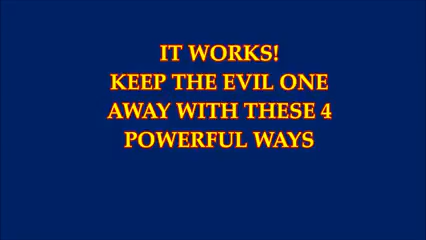 IT WORKS!
KEEP THE EVIL ONE
AWAY WITH THESE 4
POWERFUL WAYS